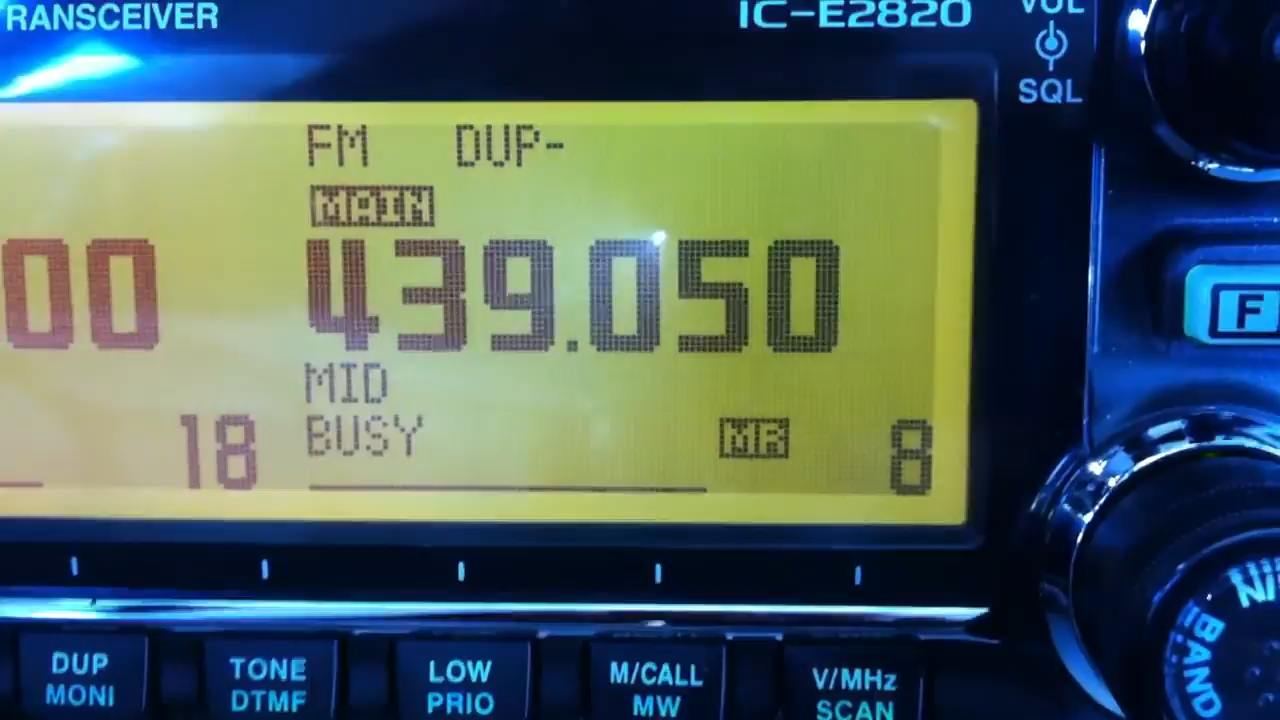 RANSCEIVER
IC-E2820
VOL
SQL
FM DUP-
MAIN
00
439.050
MID
18
BUSY
MR
8
F
DUP
MONI
TONE
DTMF
LOW
PRIO
M/CALL
MW
V/MHz
SCAN
BAND